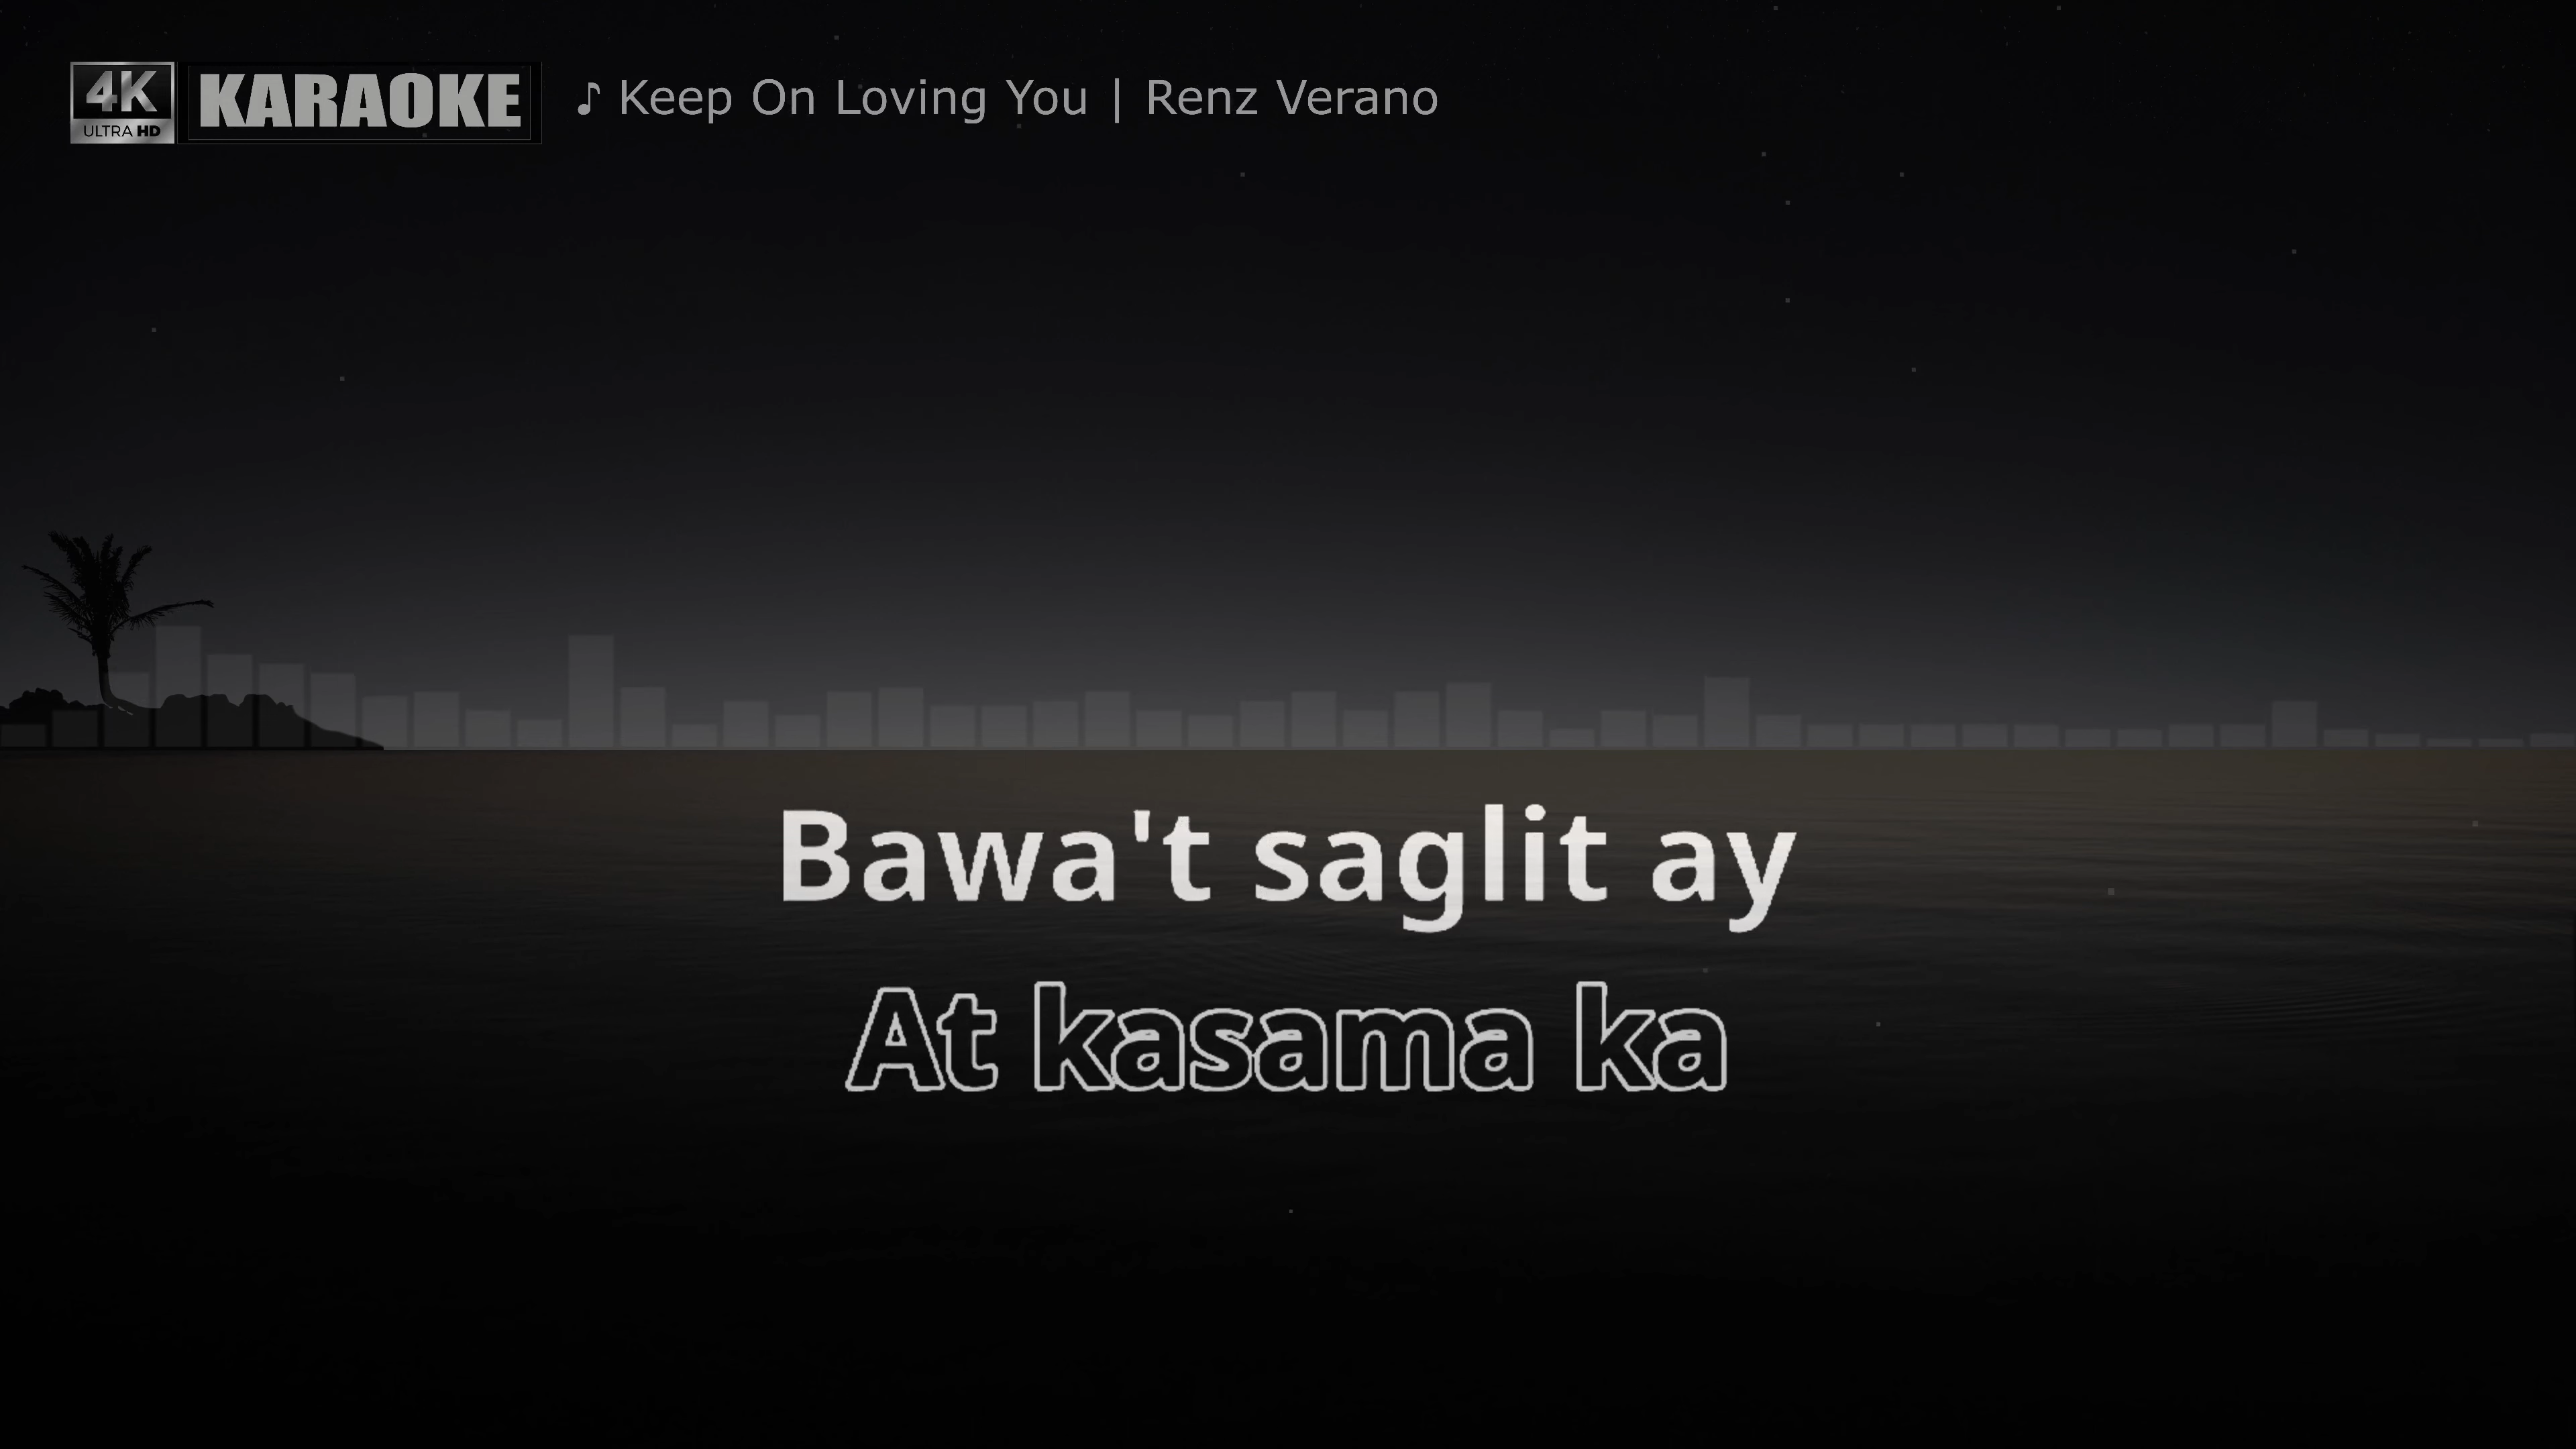 4K ULTRA HD KARAOKE ♪ Keep On Loving You | Renz Verano
Bawa't saglit ay
At kasama ka